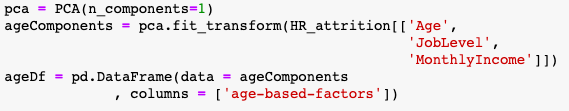 pca = PCA(n_components=1)
ageComponents = pca.fit_transform(HR_attrition[['Age',
'JobLevel',
'MonthlyIncome']])
ageDf = pd.DataFrame(data = ageComponents
, columns = ['age-based-factors'])